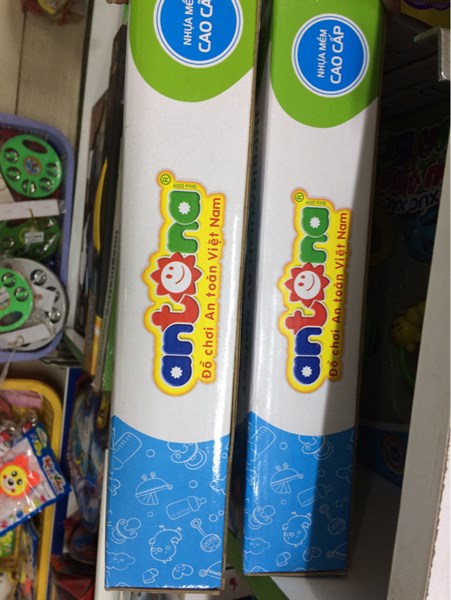 NHỰA MỀM
CAO CẤP
antona®
Đồ chơi An toàn Việt Nam
NHỰA MỀM
CAO CẤP
antona®
Đồ chơi An toàn Việt Nam